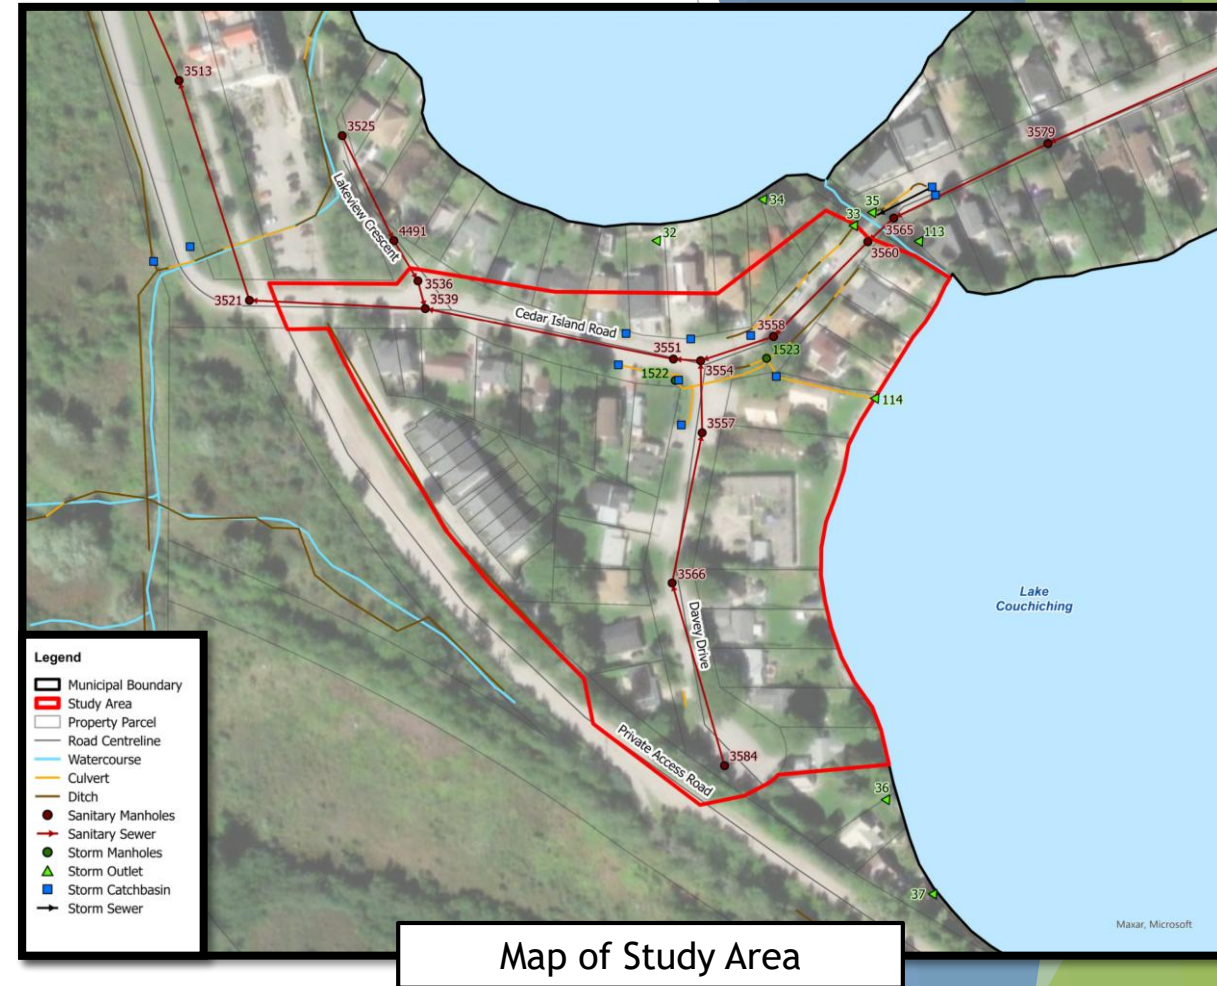 3513
3525
Lakeview Crescent
4491
3536
3539
3521
34
32
33
35
3565
3560
113
3579
Cedar Island Road
3558
3551
3554
1523
1522
3557
114
3566
Davey Drive
Lake
Couchiching
3584
Private Access Road
36
37
Legend
Municipal Boundary
Study Area
Property Parcel
Road Centreline
Watercourse
Culvert
Ditch
Sanitary Manholes
Sanitary Sewer
Storm Manholes
Storm Outlet
Storm Catchbasin
Storm Sewer
Maxar, Microsoft
Map of Study Area